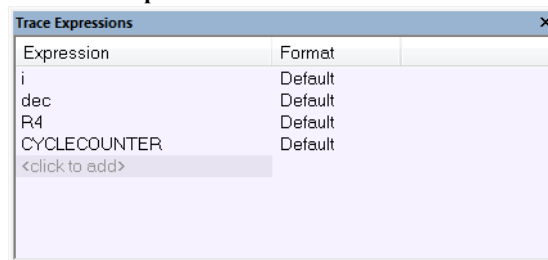 Trace Expressions
Expression Format
i Default
dec Default
R4 Default
CYCLECOUNTER Default
<click to add>